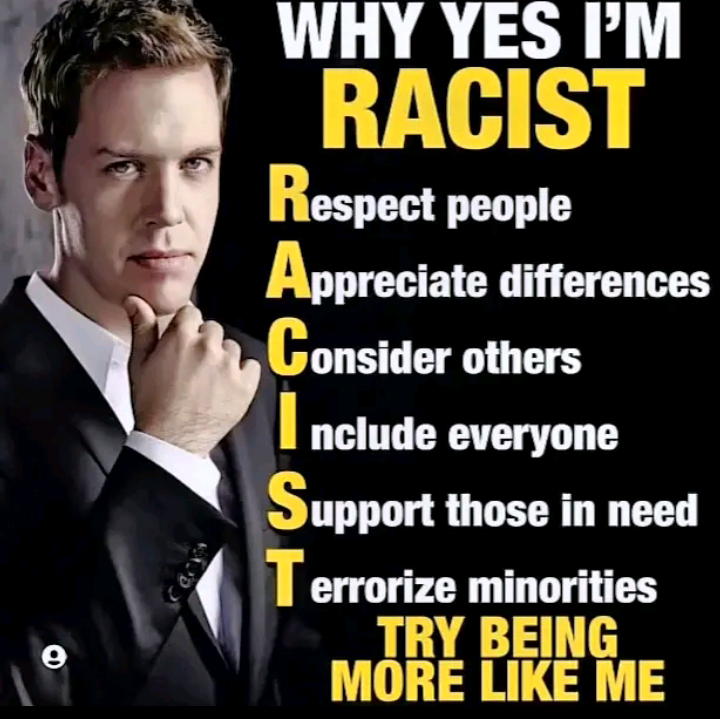 WHY YES I'M
RACIST
Respect people
Appreciate differences
Consider others
Include everyone
Support those in need
Terrorize minorities
TRY BEING
MORE LIKE ME